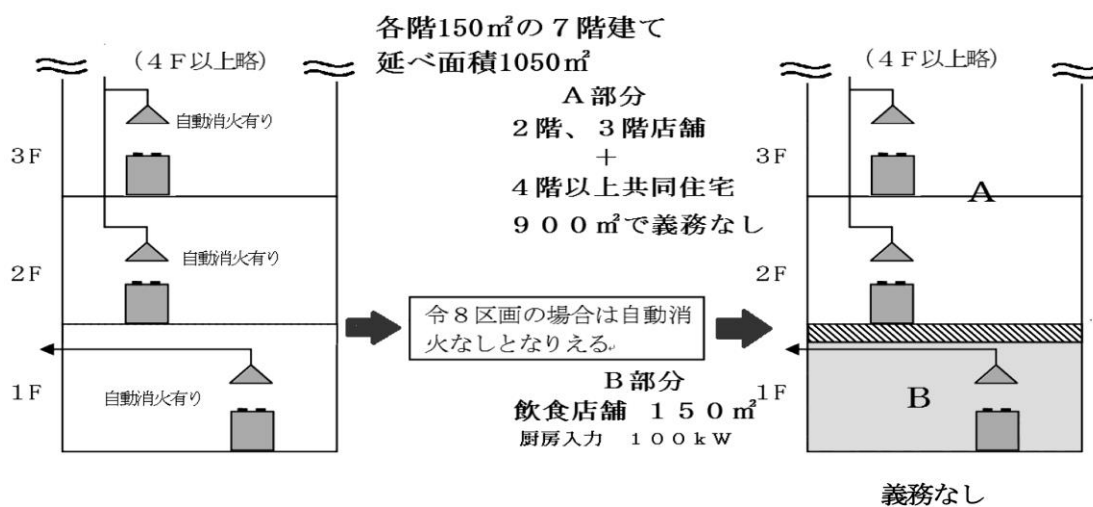 各階150㎡の７階建て
延べ面積1050㎡
（４Ｆ以上略）
自動消火有り
３Ｆ
自動消火有り
２Ｆ
自動消火有り
１Ｆ
Ａ部分
２階、３階店舗
＋
４階以上共同住宅
９００㎡で義務なし
令８区画の場合は自動消
火なしとなりえる
Ｂ部分
飲食店舗　１５０㎡
厨房入力　１００ｋＷ
（４Ｆ以上略）
３Ｆ
Ａ
２Ｆ
１Ｆ
Ｂ
義務なし